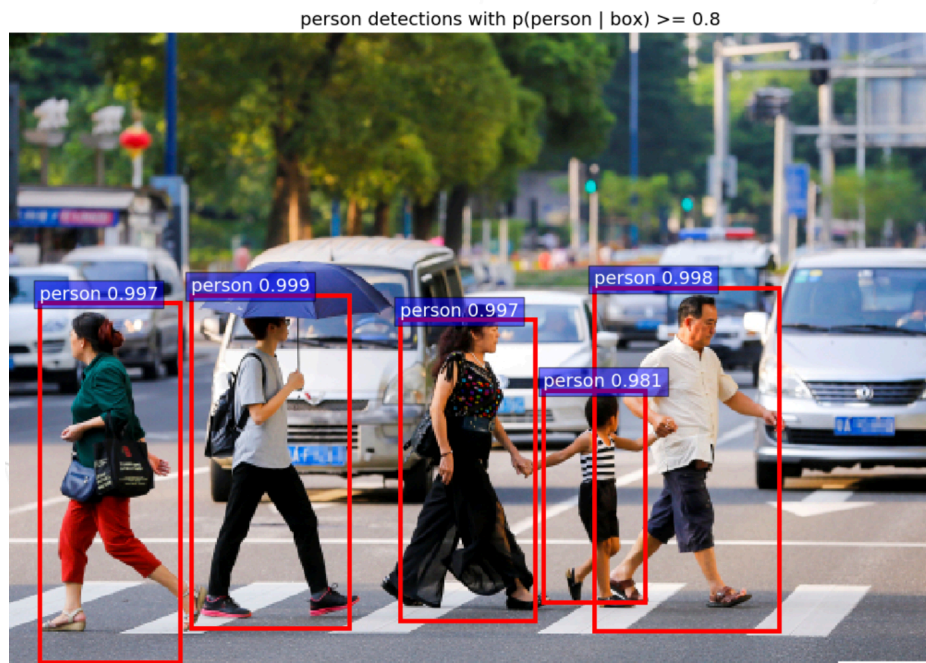 person detections with p(person | box) >= 0.8
person 0.997
person 0.999
person 0.997
person 0.998
person 0.981